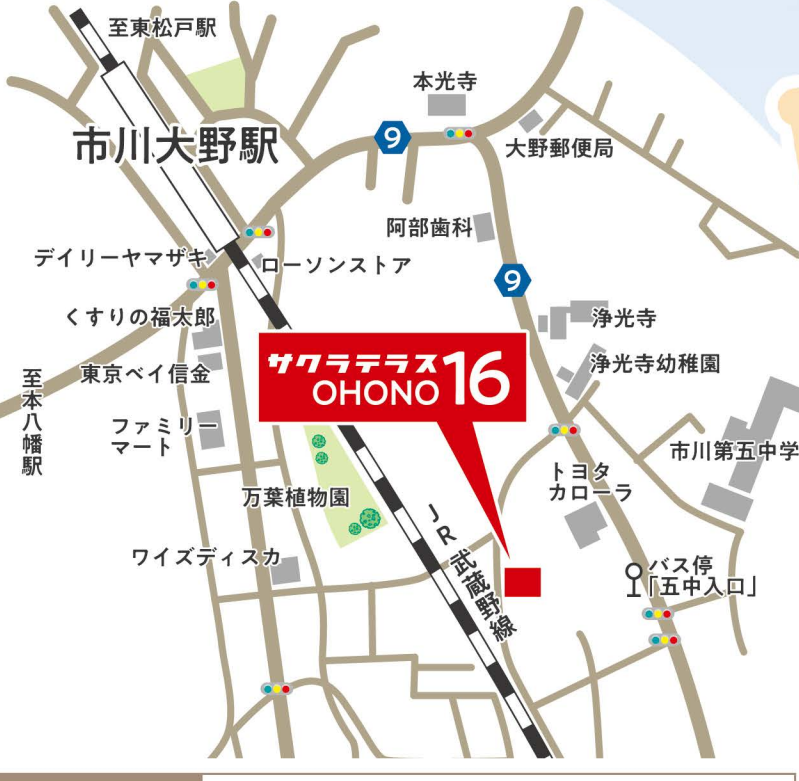 至東松戸駅
本光寺
市川大野駅
9
大野郵便局
阿部歯科
デイリーヤマザキ
ローソンストア
9
くすりの福太郎
浄光寺
サクラテラス
OHONO
16
東京ベイ信金
浄光寺幼稚園
至本八幡駅
ファミリー
マート
市川第五中学
トヨタ
カローラ
万葉植物園
JR武蔵野線
ワイズディスカ
バス停
「五中入口」